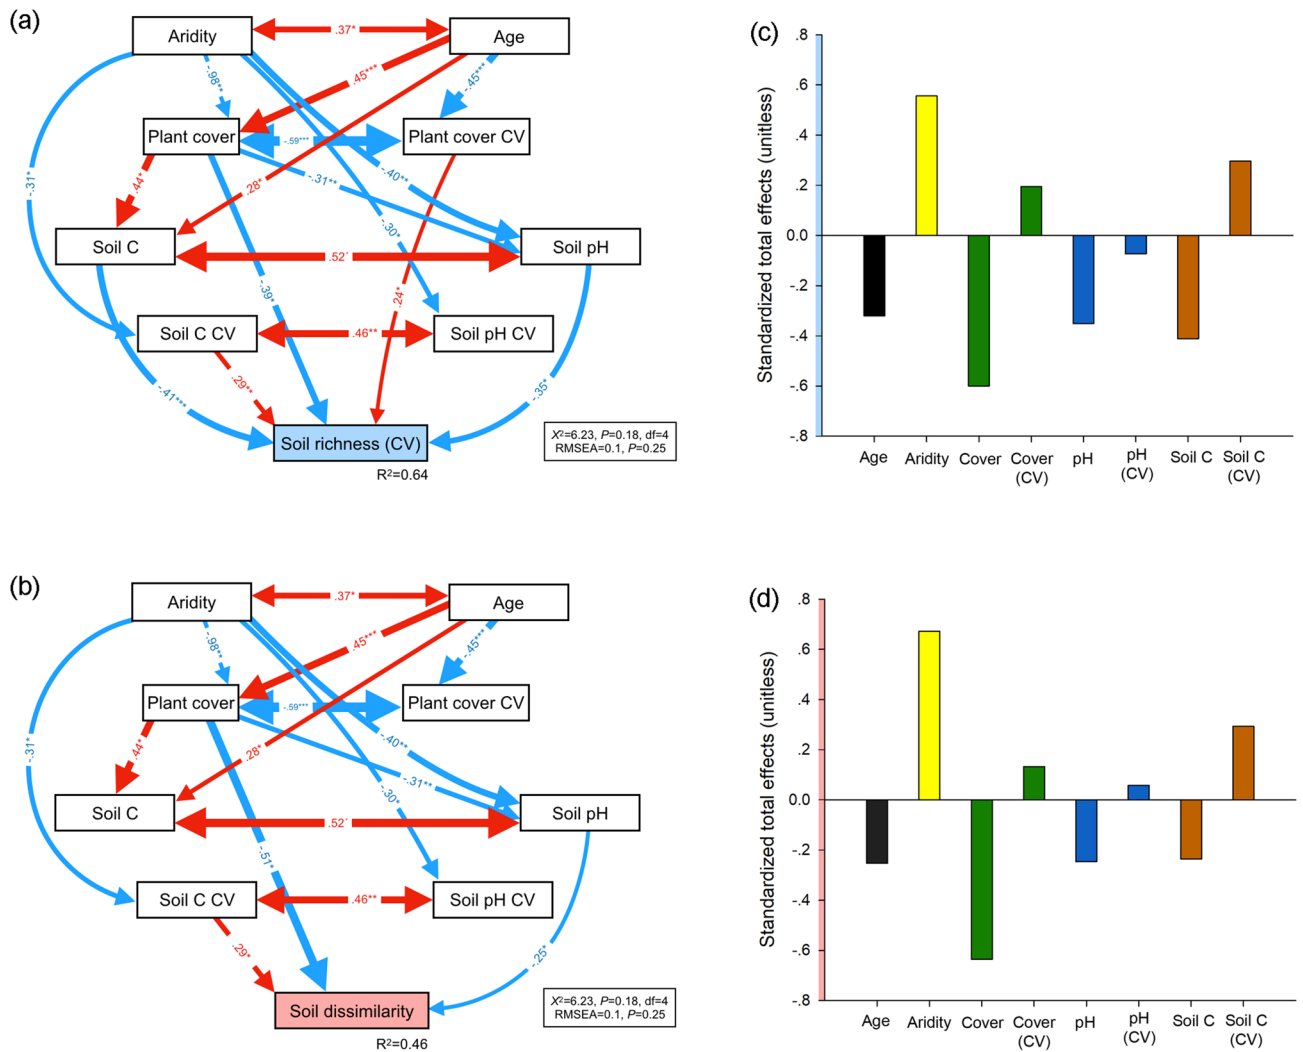 (a)
Aridity
.37*
Age
-.98**
.45***
-.45***
Plant cover
-.59***
Plant cover CV
-.31*
.44*
.28*
-.31**
-.40**
-.30*
Soil C
.52˙
Soil pH
-.39*
.24*
Soil C CV
.46**
Soil pH CV
-.41***
.29**
-.35*
Soil richness (CV)
R²=0.64
X²=6.23, P=0.18, df=4
RMSEA=0.1, P=0.25
(c)
Standardized total effects (unitless)
.8
.6
.4
.2
0.0
-.2
-.4
-.6
-.8
Age
Aridity
Cover
Cover
(CV)
pH
pH
(CV)
Soil C
Soil C
(CV)
(b)
Aridity
.37*
Age
-.98**
.45***
-.45***
Plant cover
-.59***
Plant cover CV
-.31*
.44*
.28*
-.40**
-.31**
-.30*
Soil C
.52˙
Soil pH
-.51*
Soil C CV
.46**
Soil pH CV
.29*
-.25*
Soil dissimilarity
R²=0.46
X²=6.23, P=0.18, df=4
RMSEA=0.1, P=0.25
(d)
Standardized total effects (unitless)
.8
.6
.4
.2
0.0
-.2
-.4
-.6
-.8
Age
Aridity
Cover
Cover
(CV)
pH
pH
(CV)
Soil C
Soil C
(CV)